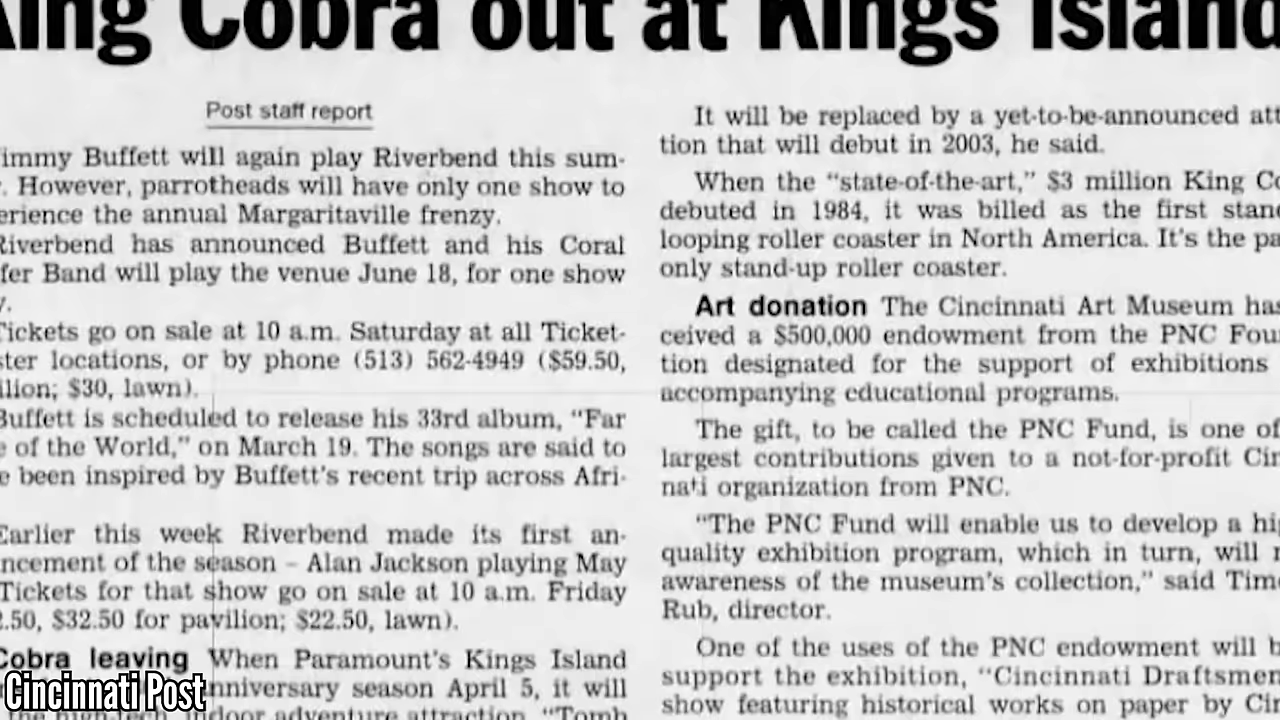 King Cobra out at Kings Island
Post staff report
immy Buffett will again play Riverbend this sum-
. However, parrotheads will have only one show to
erience the annual Margaritaville frenzy.
Riverbend has announced Buffett and his Coral
fer Band will play the venue June 18, for one show
y.
Tickets go on sale at 10 a.m. Saturday at all Ticket-
ster locations, or by phone (513) 562-4949 ($59.50,
ilion; $30, lawn).
Buffett is scheduled to release his 33rd album, “Far
e of the World,” on March 19. The songs are said to
e been inspired by Buffett's recent trip across Afri-
Earlier this week Riverbend made its first an-
ncement of the season – Alan Jackson playing May
Tickets for that show go on sale at 10 a.m. Friday
2.50, $32.50 for pavilion; $22.50, lawn).
Cobra leaving When Paramount's Kings Island
nniversary season April 5, it will
the high-tech, indoor adventure attraction, “Tomb
It will be replaced by a yet-to-be-announced att
tion that will debut in 2003, he said.
When the “state-of-the-art,” $3 million King Co
debuted in 1984, it was billed as the first stand
looping roller coaster in North America. It's the pa
only stand-up roller coaster.
Art donation The Cincinnati Art Museum has
ceived a $500,000 endowment from the PNC Foun
tion designated for the support of exhibitions
accompanying educational programs.
The gift, to be called the PNC Fund, is one of
largest contributions given to a not-for-profit Cin
nati organization from PNC.
“The PNC Fund will enable us to develop a hig
quality exhibition program, which in turn, will r
awareness of the museum's collection,” said Timo
Rub, director.
One of the uses of the PNC endowment will b
support the exhibition, “Cincinnati Draftsmen
show featuring historical works on paper by Cin
Cincinnati Post